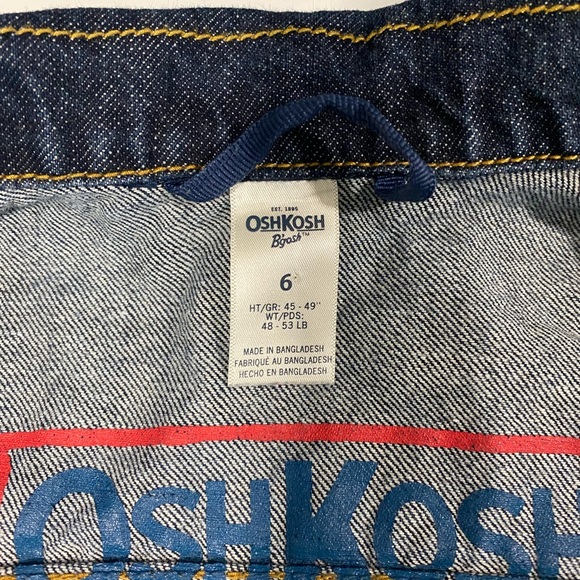 EST. 1895
OSHKOSH
B'gosh™
6
HT/GR: 45 - 49"
WT/PDS:
48 - 53 LB
MADE IN BANGLADESH
FABRIQUÉ AU BANGLADESH
HECHO EN BANGLADESH
OSHKOSH